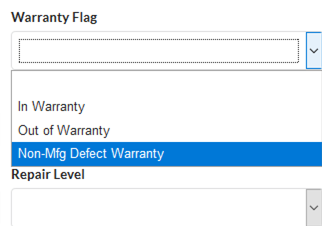 Warranty Flag
In Warranty
Out of Warranty
Non-Mfg Defect Warranty
Repair Level